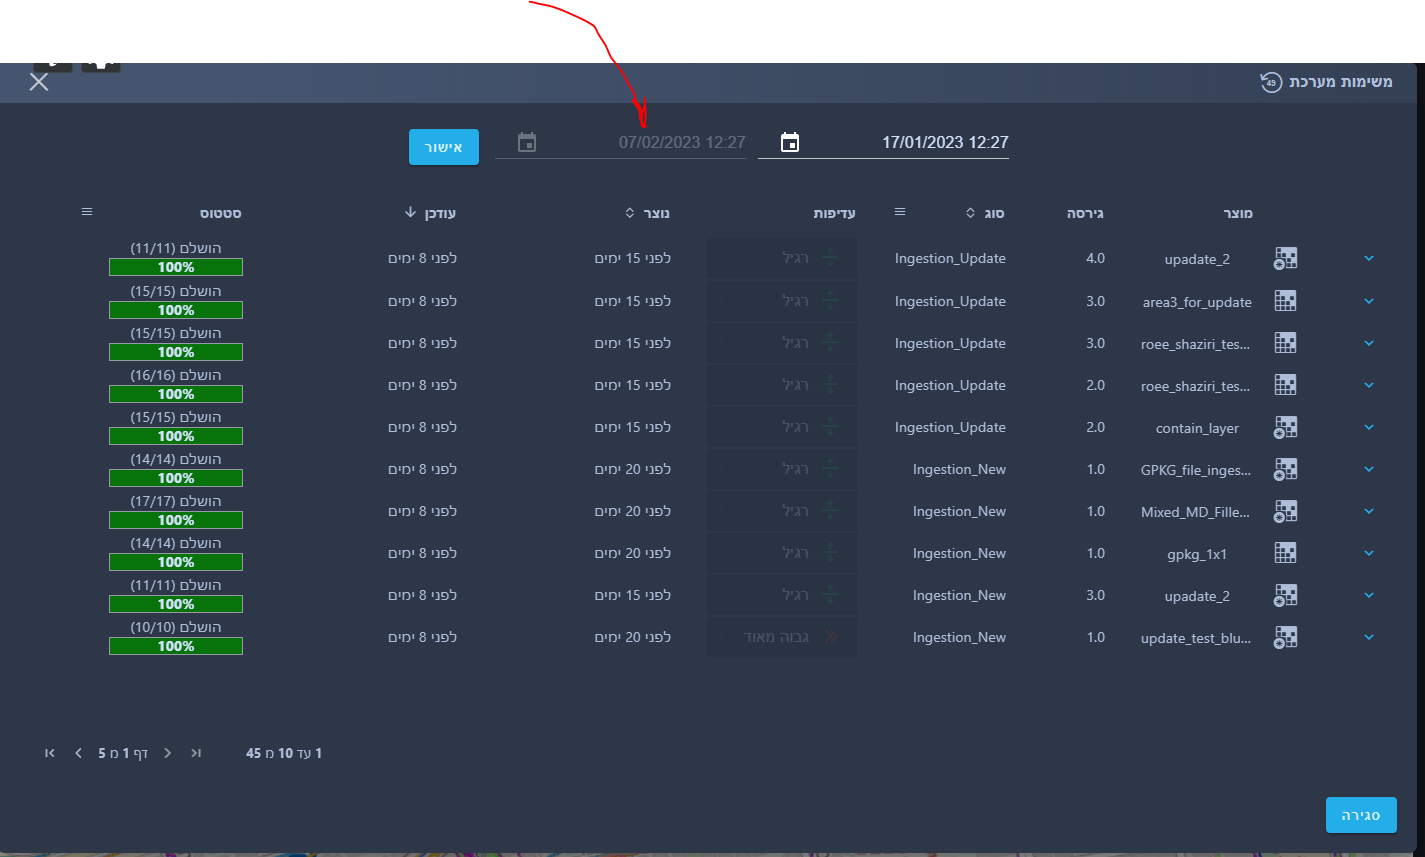 משימות מערכת 49
17/01/2023 12:27 07/02/2023 12:27 אישור
מוצר גירסה סוג עדיפות נוצר עודכן סטטוס
upadate_2 4.0 Ingestion_Update רגיל לפני 15 ימים לפני 8 ימים הושלם (11/11) 100%
area3_for_update 3.0 Ingestion_Update רגיל לפני 15 ימים לפני 8 ימים הושלם (15/15) 100%
roee_shaziri_tes... 3.0 Ingestion_Update רגיל לפני 15 ימים לפני 8 ימים הושלם (15/15) 100%
roee_shaziri_tes... 2.0 Ingestion_Update רגיל לפני 15 ימים לפני 8 ימים הושלם (16/16) 100%
contain_layer 2.0 Ingestion_Update רגיל לפני 15 ימים לפני 8 ימים הושלם (15/15) 100%
GPKG_file_inges... 1.0 Ingestion_New רגיל לפני 20 ימים לפני 8 ימים הושלם (14/14) 100%
Mixed_MD_Fille... 1.0 Ingestion_New רגיל לפני 20 ימים לפני 8 ימים הושלם (17/17) 100%
gpkg_1x1 1.0 Ingestion_New רגיל לפני 20 ימים לפני 8 ימים הושלם (14/14) 100%
upadate_2 3.0 Ingestion_New רגיל לפני 15 ימים לפני 8 ימים הושלם (11/11) 100%
update_test_blu... 1.0 Ingestion_New גבוה מאוד לפני 20 ימים לפני 8 ימים הושלם (10/10) 100%
1 עד 10 מ 45 דף 1 מ 5
סגירה